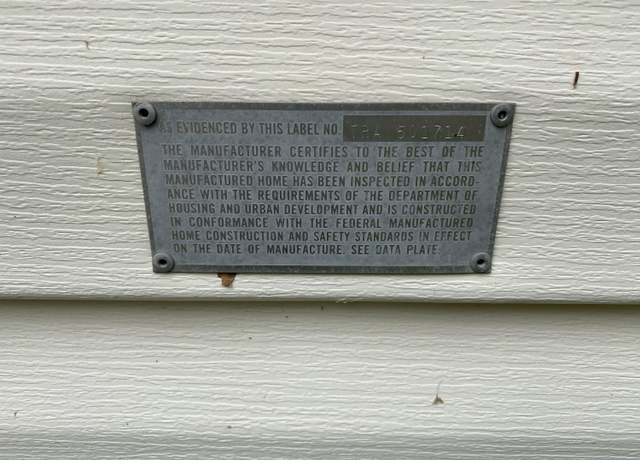 AS EVIDENCED BY THIS LABEL NO. TRA 501714
THE MANUFACTURER CERTIFIES TO THE BEST OF THE
MANUFACTURER'S KNOWLEDGE AND BELIEF THAT THIS
MANUFACTURED HOME HAS BEEN INSPECTED IN ACCORD-
ANCE WITH THE REQUIREMENTS OF THE DEPARTMENT OF
HOUSING AND URBAN DEVELOPMENT AND IS CONSTRUCTED
IN CONFORMANCE WITH THE FEDERAL MANUFACTURED
HOME CONSTRUCTION AND SAFETY STANDARDS IN EFFECT
ON THE DATE OF MANUFACTURE. SEE DATA PLATE.